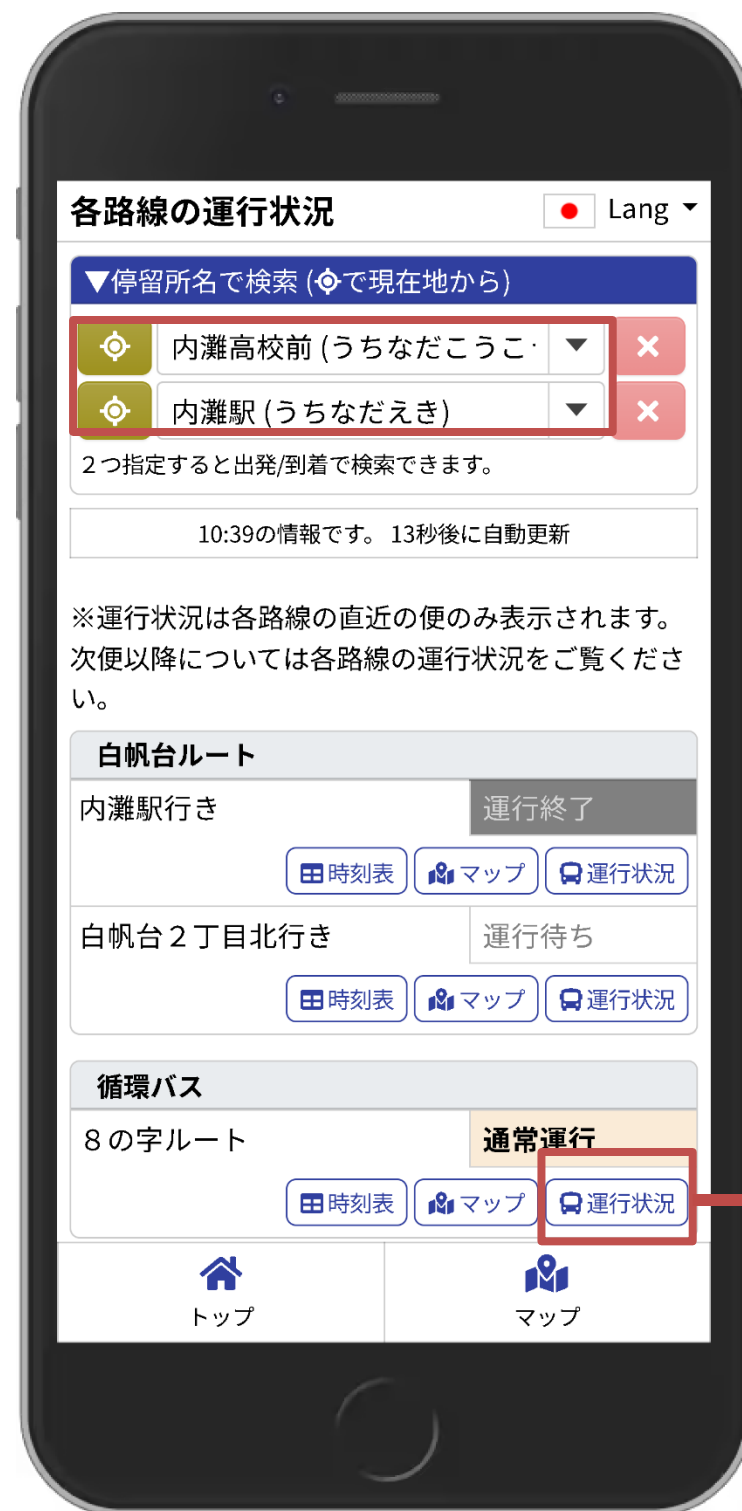 各路線の運行状況
Lang
▼停留所名で検索 (で現在地から)
内灘高校前 (うちなだこうこ
内灘駅 (うちなだえき)
２つ指定すると出発/到着で検索できます。
10:39の情報です。 13秒後に自動更新
※運行状況は各路線の直近の便のみ表示されます。
次便以降については各路線の運行状況をご覧くださ
い。
白帆台ルート
内灘駅行き 運行終了
時刻表 マップ 運行状況
白帆台２丁目北行き 運行待ち
時刻表 マップ 運行状況
循環バス
８の字ルート 通常運行
時刻表 マップ 運行状況
トップ マップ